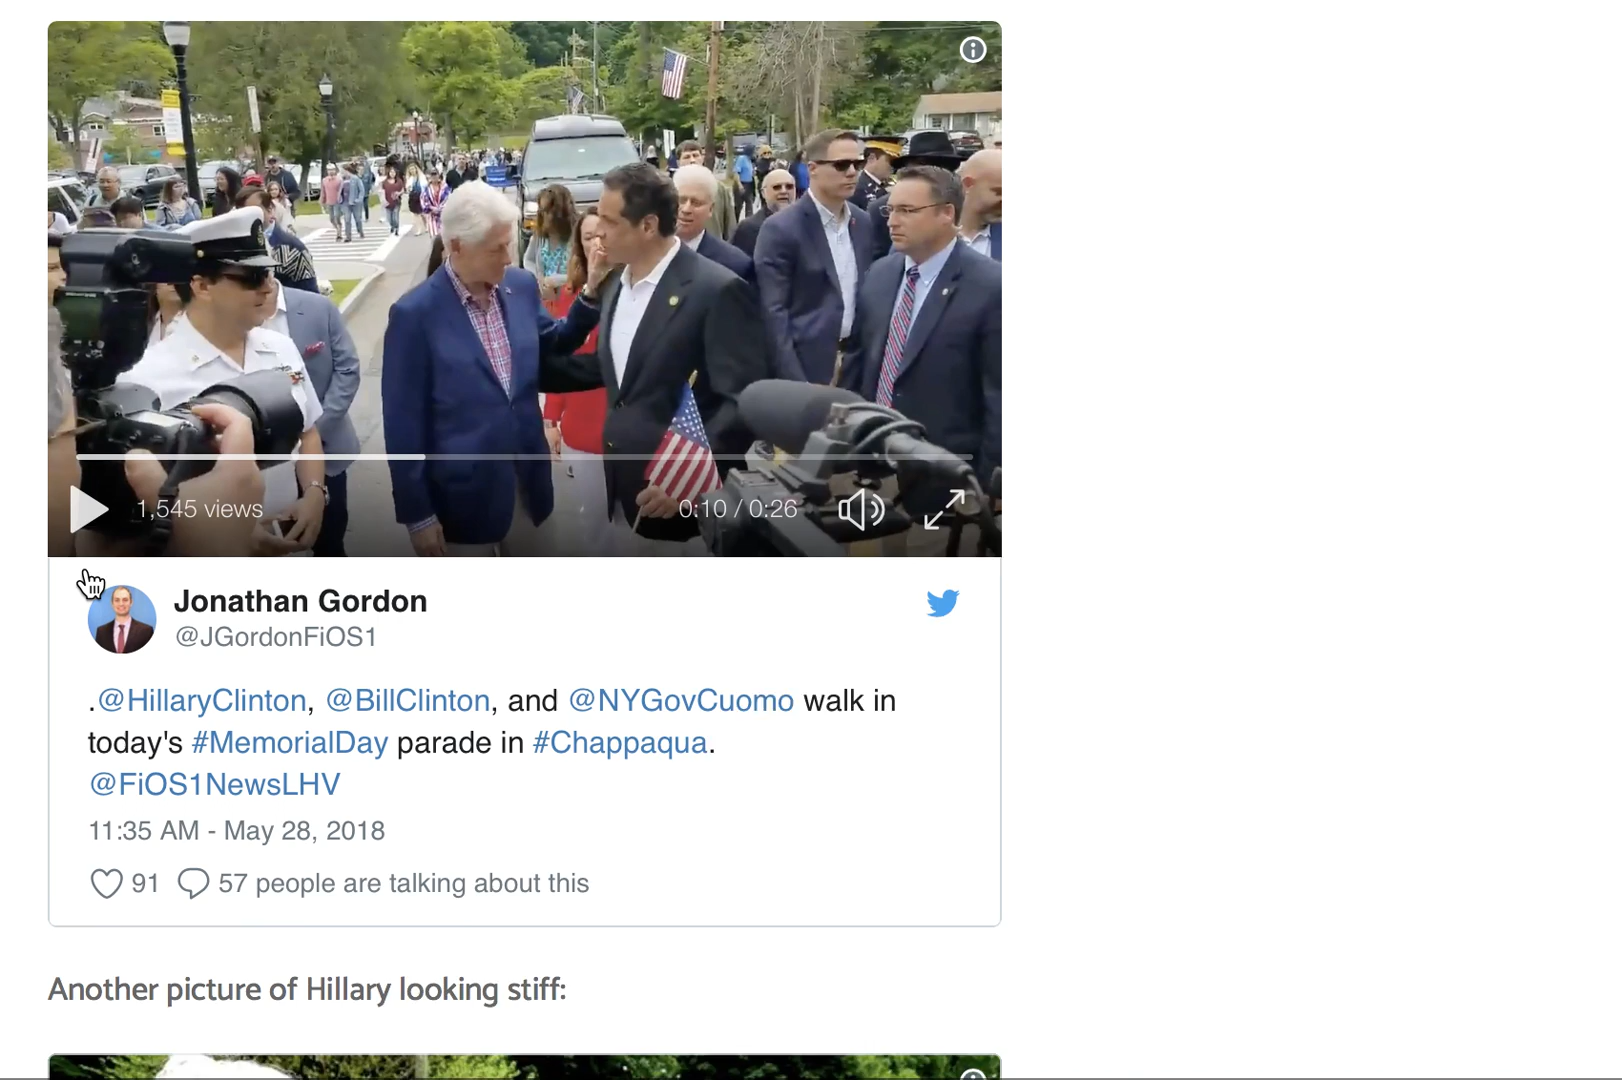 1,545 views
0:10 / 0:26
Jonathan Gordon
@JGordonFiOS1
.@HillaryClinton, @BillClinton, and @NYGovCuomo walk in
today's #MemorialDay parade in #Chappaqua.
@FiOS1NewsLHV
11:35 AM - May 28, 2018
91 57 people are talking about this
Another picture of Hillary looking stiff: